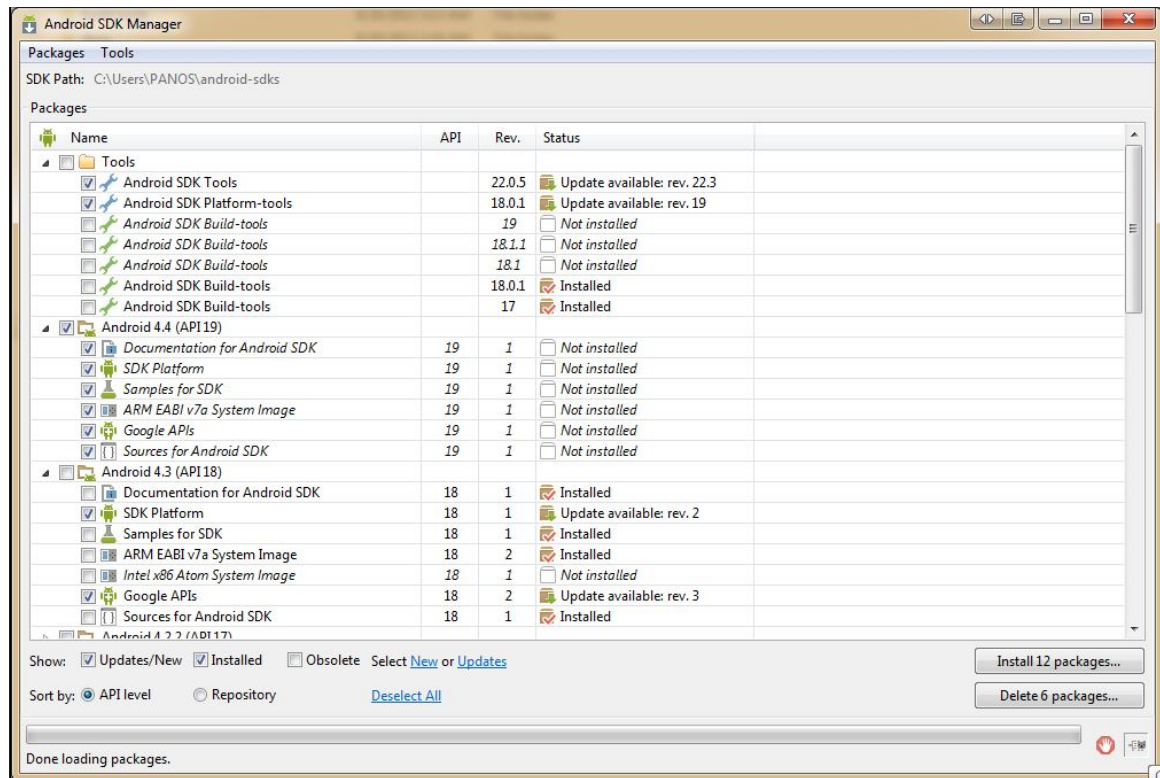 Android SDK Manager
Packages Tools
SDK Path: C:\Users\PANOS\android-sdks
Packages
Name API Rev. Status
Tools
Android SDK Tools 22.0.5 Update available: rev. 22.3
Android SDK Platform-tools 18.0.1 Update available: rev. 19
Android SDK Build-tools 19 Not installed
Android SDK Build-tools 18.1.1 Not installed
Android SDK Build-tools 18.1 Not installed
Android SDK Build-tools 18.0.1 Installed
Android SDK Build-tools 17 Installed
Android 4.4 (API 19)
Documentation for Android SDK 19 1 Not installed
SDK Platform 19 1 Not installed
Samples for SDK 19 1 Not installed
ARM EABI v7a System Image 19 1 Not installed
Google APIs 19 1 Not installed
Sources for Android SDK 19 1 Not installed
Android 4.3 (API 18)
Documentation for Android SDK 18 1 Installed
SDK Platform 18 1 Update available: rev. 2
Samples for SDK 18 1 Installed
ARM EABI v7a System Image 18 2 Installed
Intel x86 Atom System Image 18 1 Not installed
Google APIs 18 2 Update available: rev. 3
Sources for Android SDK 18 1 Installed
Android 4.2.2 (API 17)
Show: Updates/New Installed Obsolete Select New or Updates Install 12 packages...
Sort by: API level Repository Deselect All Delete 6 packages...
Done loading packages.